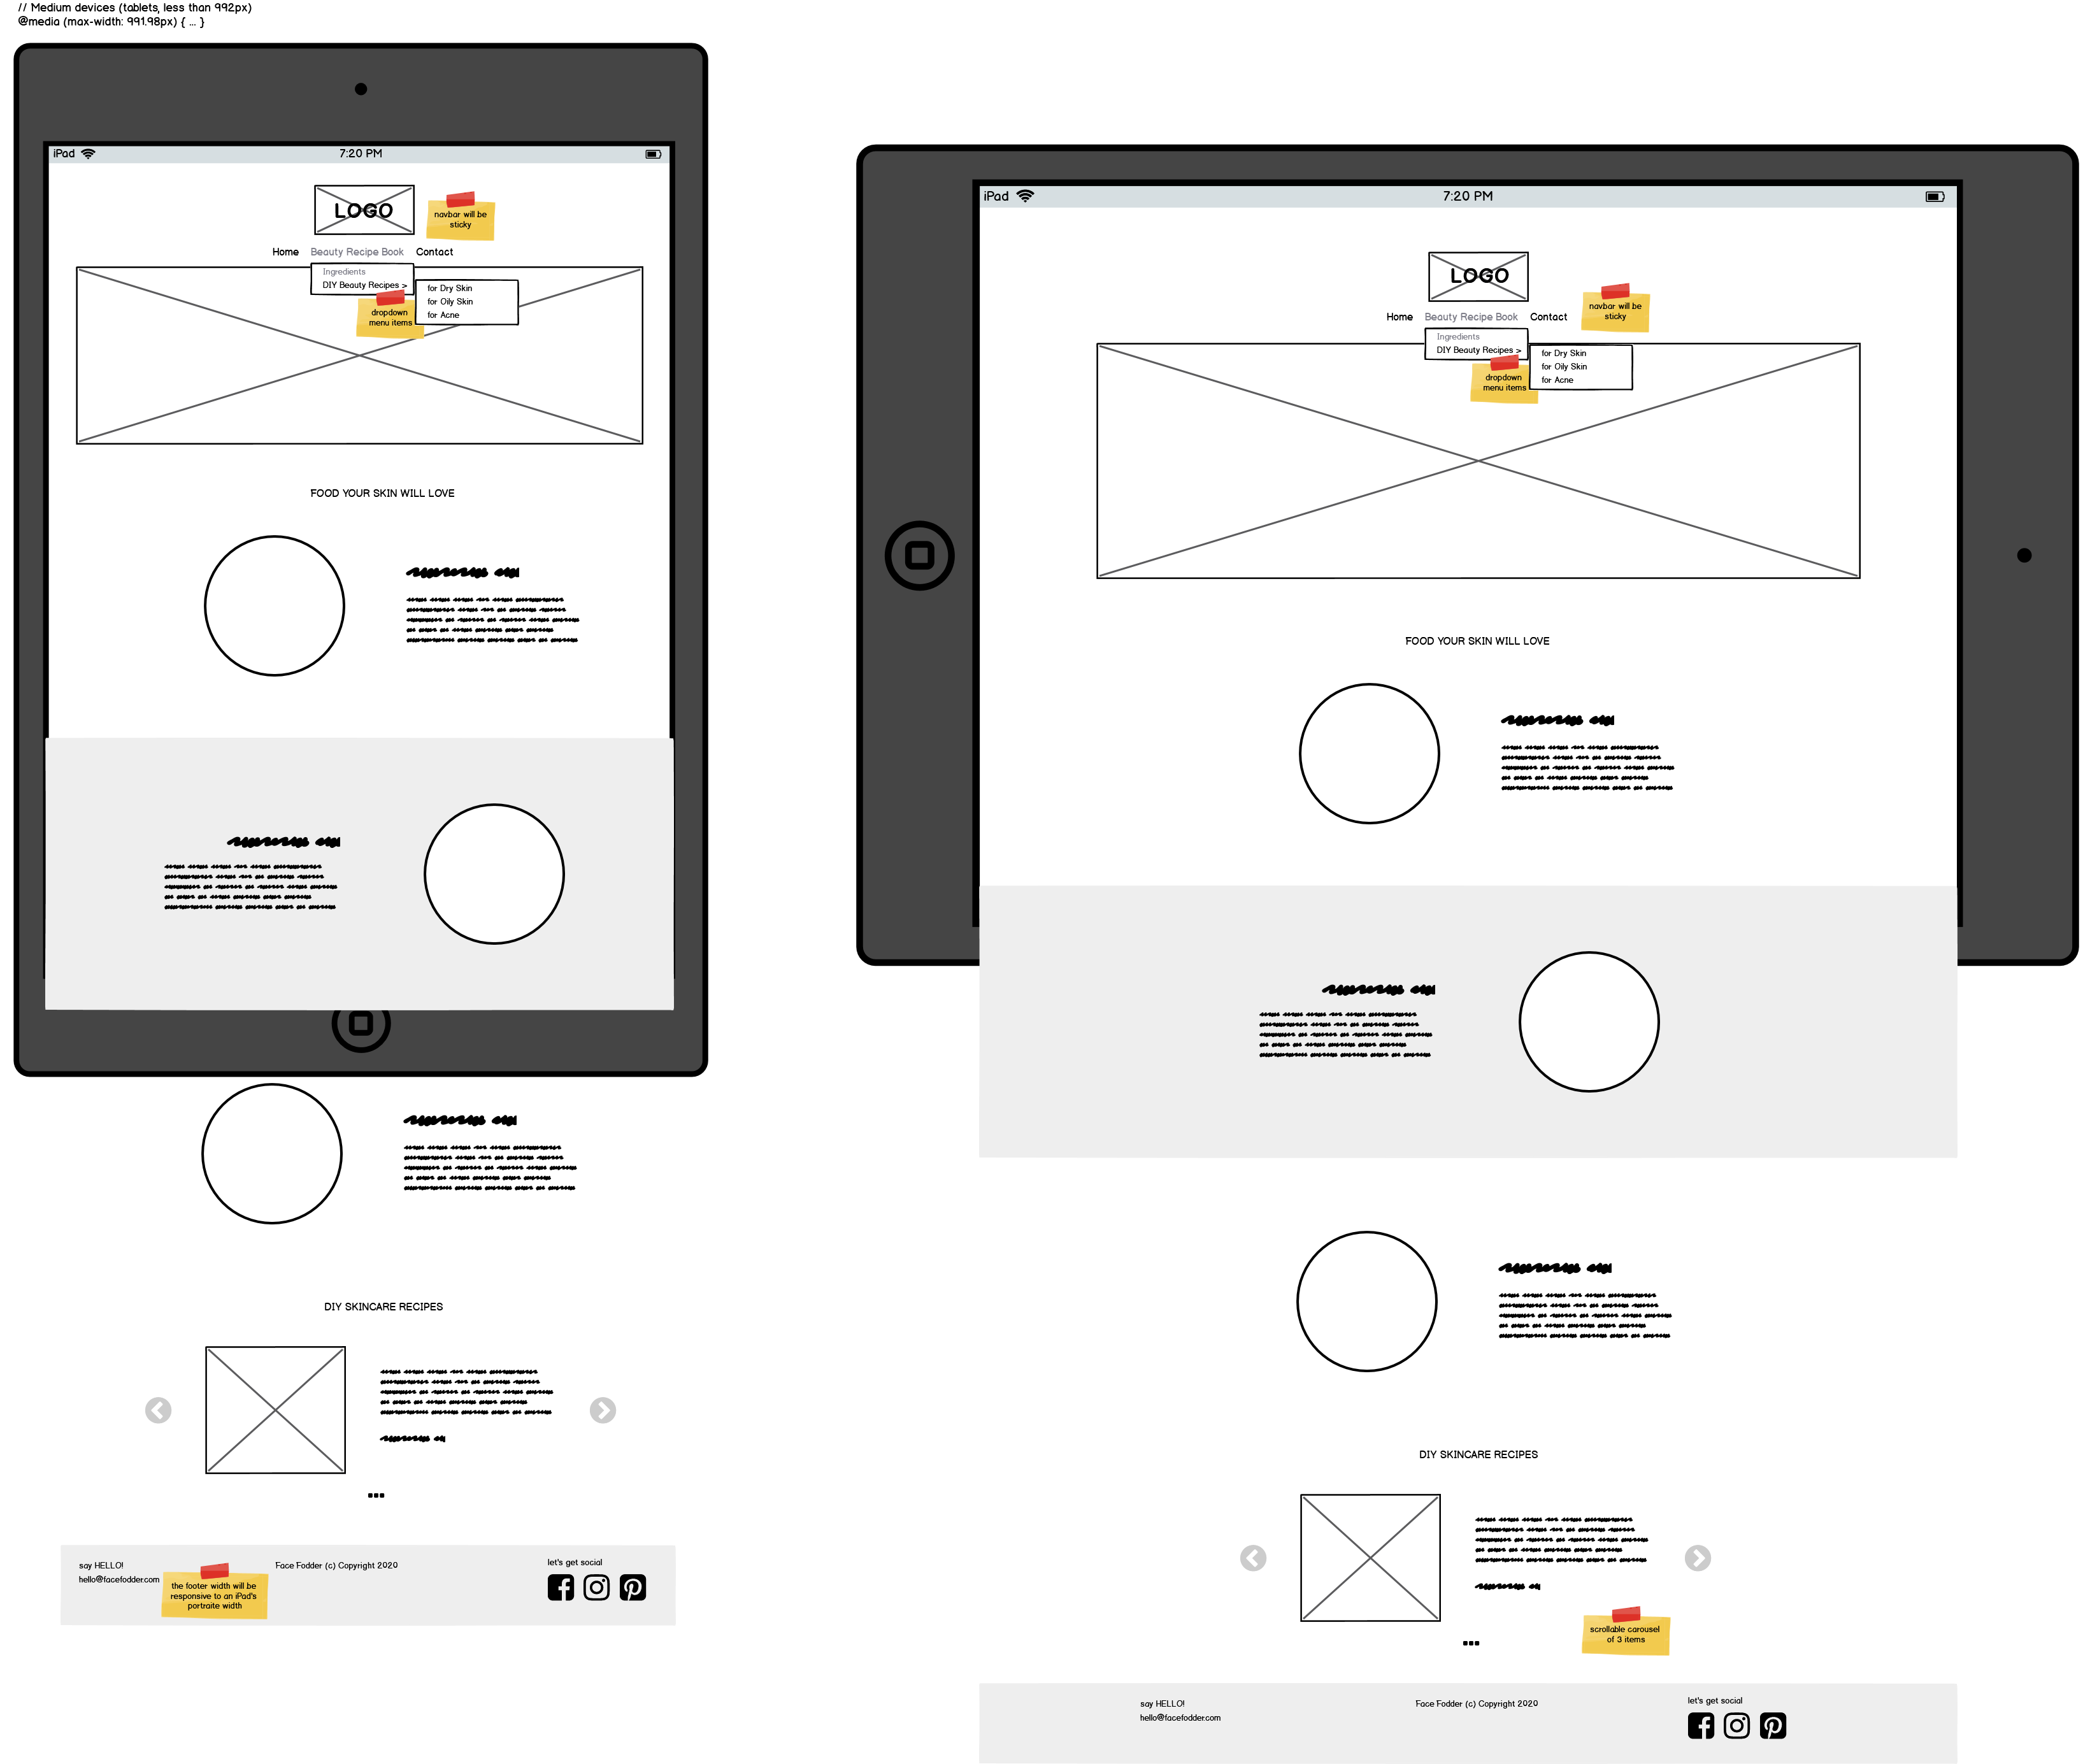 // Medium devices (tablets, less than 992px)
@media (max-width: 991.98px) { ... }
iPad
7:20 PM
LOGO
navbar will be
sticky
Home Beauty Recipe Book Contact
Ingredients
DIY Beauty Recipes >
for Dry Skin
for Oily Skin
for Acne
dropdown
menu items
FOOD YOUR SKIN WILL LOVE
DIY SKINCARE RECIPES
say HELLO!
hello@facefodder.com
the footer width will be
responsive to an iPad's
portraite width
Face Fodder (c) Copyright 2020
let's get social
iPad
7:20 PM
LOGO
navbar will be
sticky
Home Beauty Recipe Book Contact
Ingredients
DIY Beauty Recipes >
for Dry Skin
for Oily Skin
for Acne
dropdown
menu items
FOOD YOUR SKIN WILL LOVE
DIY SKINCARE RECIPES
scrollable carousel
of 3 items
say HELLO!
hello@facefodder.com
Face Fodder (c) Copyright 2020
let's get social